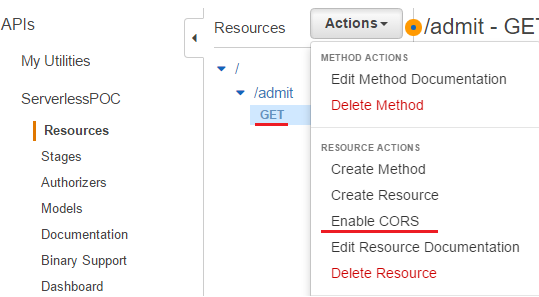 APIs
My Utilities
ServerlessPOC
Resources
Stages
Authorizers
Models
Documentation
Binary Support
Dashboard
Resources
Actions
/admit - GET
/
/admit
GET
METHOD ACTIONS
Edit Method Documentation
Delete Method
RESOURCE ACTIONS
Create Method
Create Resource
Enable CORS
Edit Resource Documentation
Delete Resource